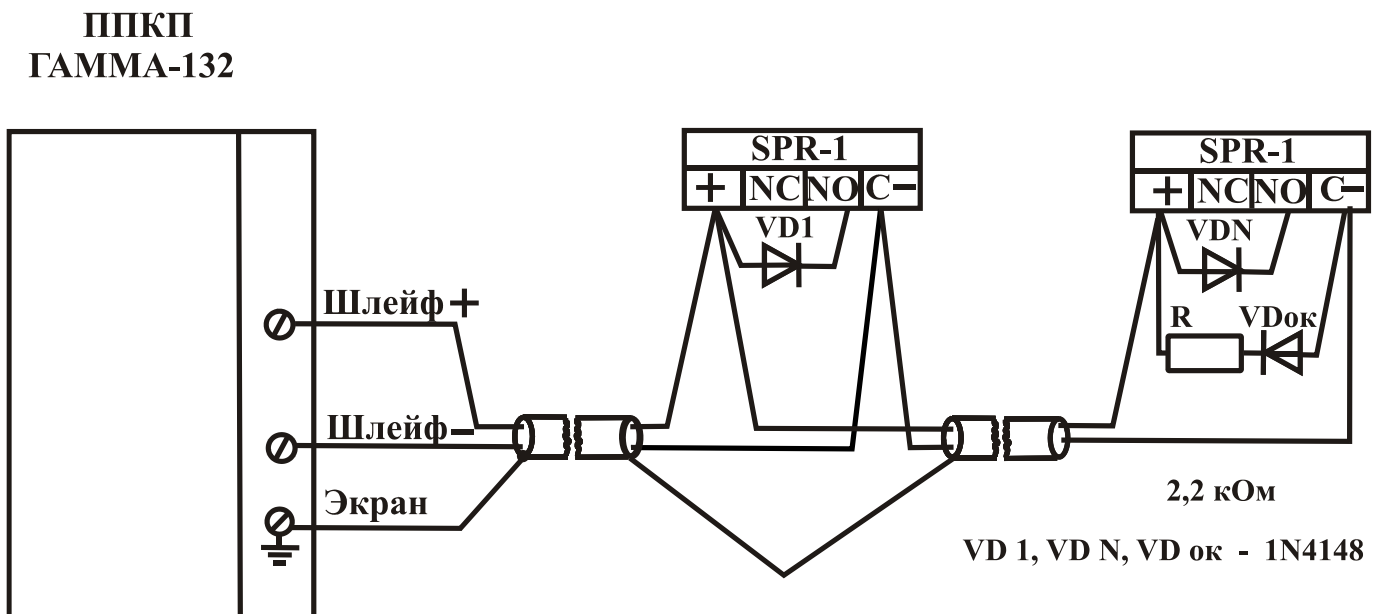 ППКП
ГАММА-132
SPR-1
+ NC NO C−
VD1
SPR-1
+ NC NO C−
VDN
R VDок
Шлейф +
Шлейф −
Экран
2,2 кОм
VD 1, VD N, VD ок - 1N4148